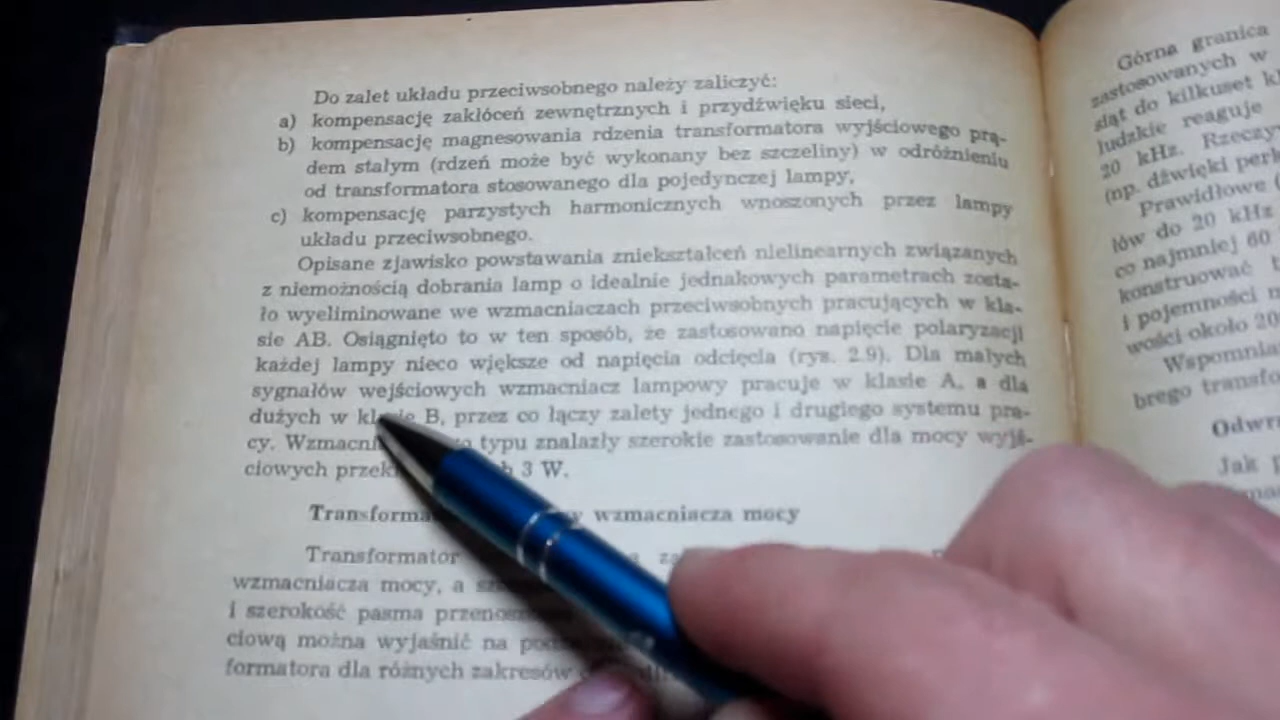 Do zalet układu przeciwsobnego należy zaliczyć:
a) kompensację zakłóceń zewnętrznych i przydźwięku sieci,
b) kompensację magnesowania rdzenia transformatora wyjściowego prą-
dem stałym (rdzeń może być wykonany bez szczeliny) w odróżnieniu
od transformatora stosowanego dla pojedynczej lampy,
c) kompensację parzystych harmonicznych wnoszonych przez lampy
układu przeciwsobnego.
Opisane zjawisko powstawania zniekształceń nielinearnych związanych
z niemożnością dobrania lamp o idealnie jednakowych parametrach zosta-
ło wyeliminowane we wzmacniaczach przeciwsobnych pracujących w kla-
sie AB. Osiągnięto to w ten sposób, że zastosowano napięcie polaryzacji
każdej lampy nieco większe od napięcia odcięcia (rys. 2.9). Dla małych
sygnałów wejściowych wzmacniacz lampowy pracuje w klasie A, a dla
dużych w klasie B, przez co łączy zalety jednego i drugiego systemu pra-
cy. typu znalazły szerokie zastosowanie dla mocy wyjś-
ciowych 3 W.
wzmacniacza mocy
Transformator
wzmacniacza mocy, a
i szerokość pasma
ciową można wyjaśnić na
formatora dla różnych zakresów
Górna granica
zastosowanych w
siąt do kilkuset
ludzkie reaguje
20 kHz.
(np. dźwięki
Prawidłowe
łów do 20 kHz
co najmniej 60
konstruować
i pojemności
wości około 20
brego
Jak